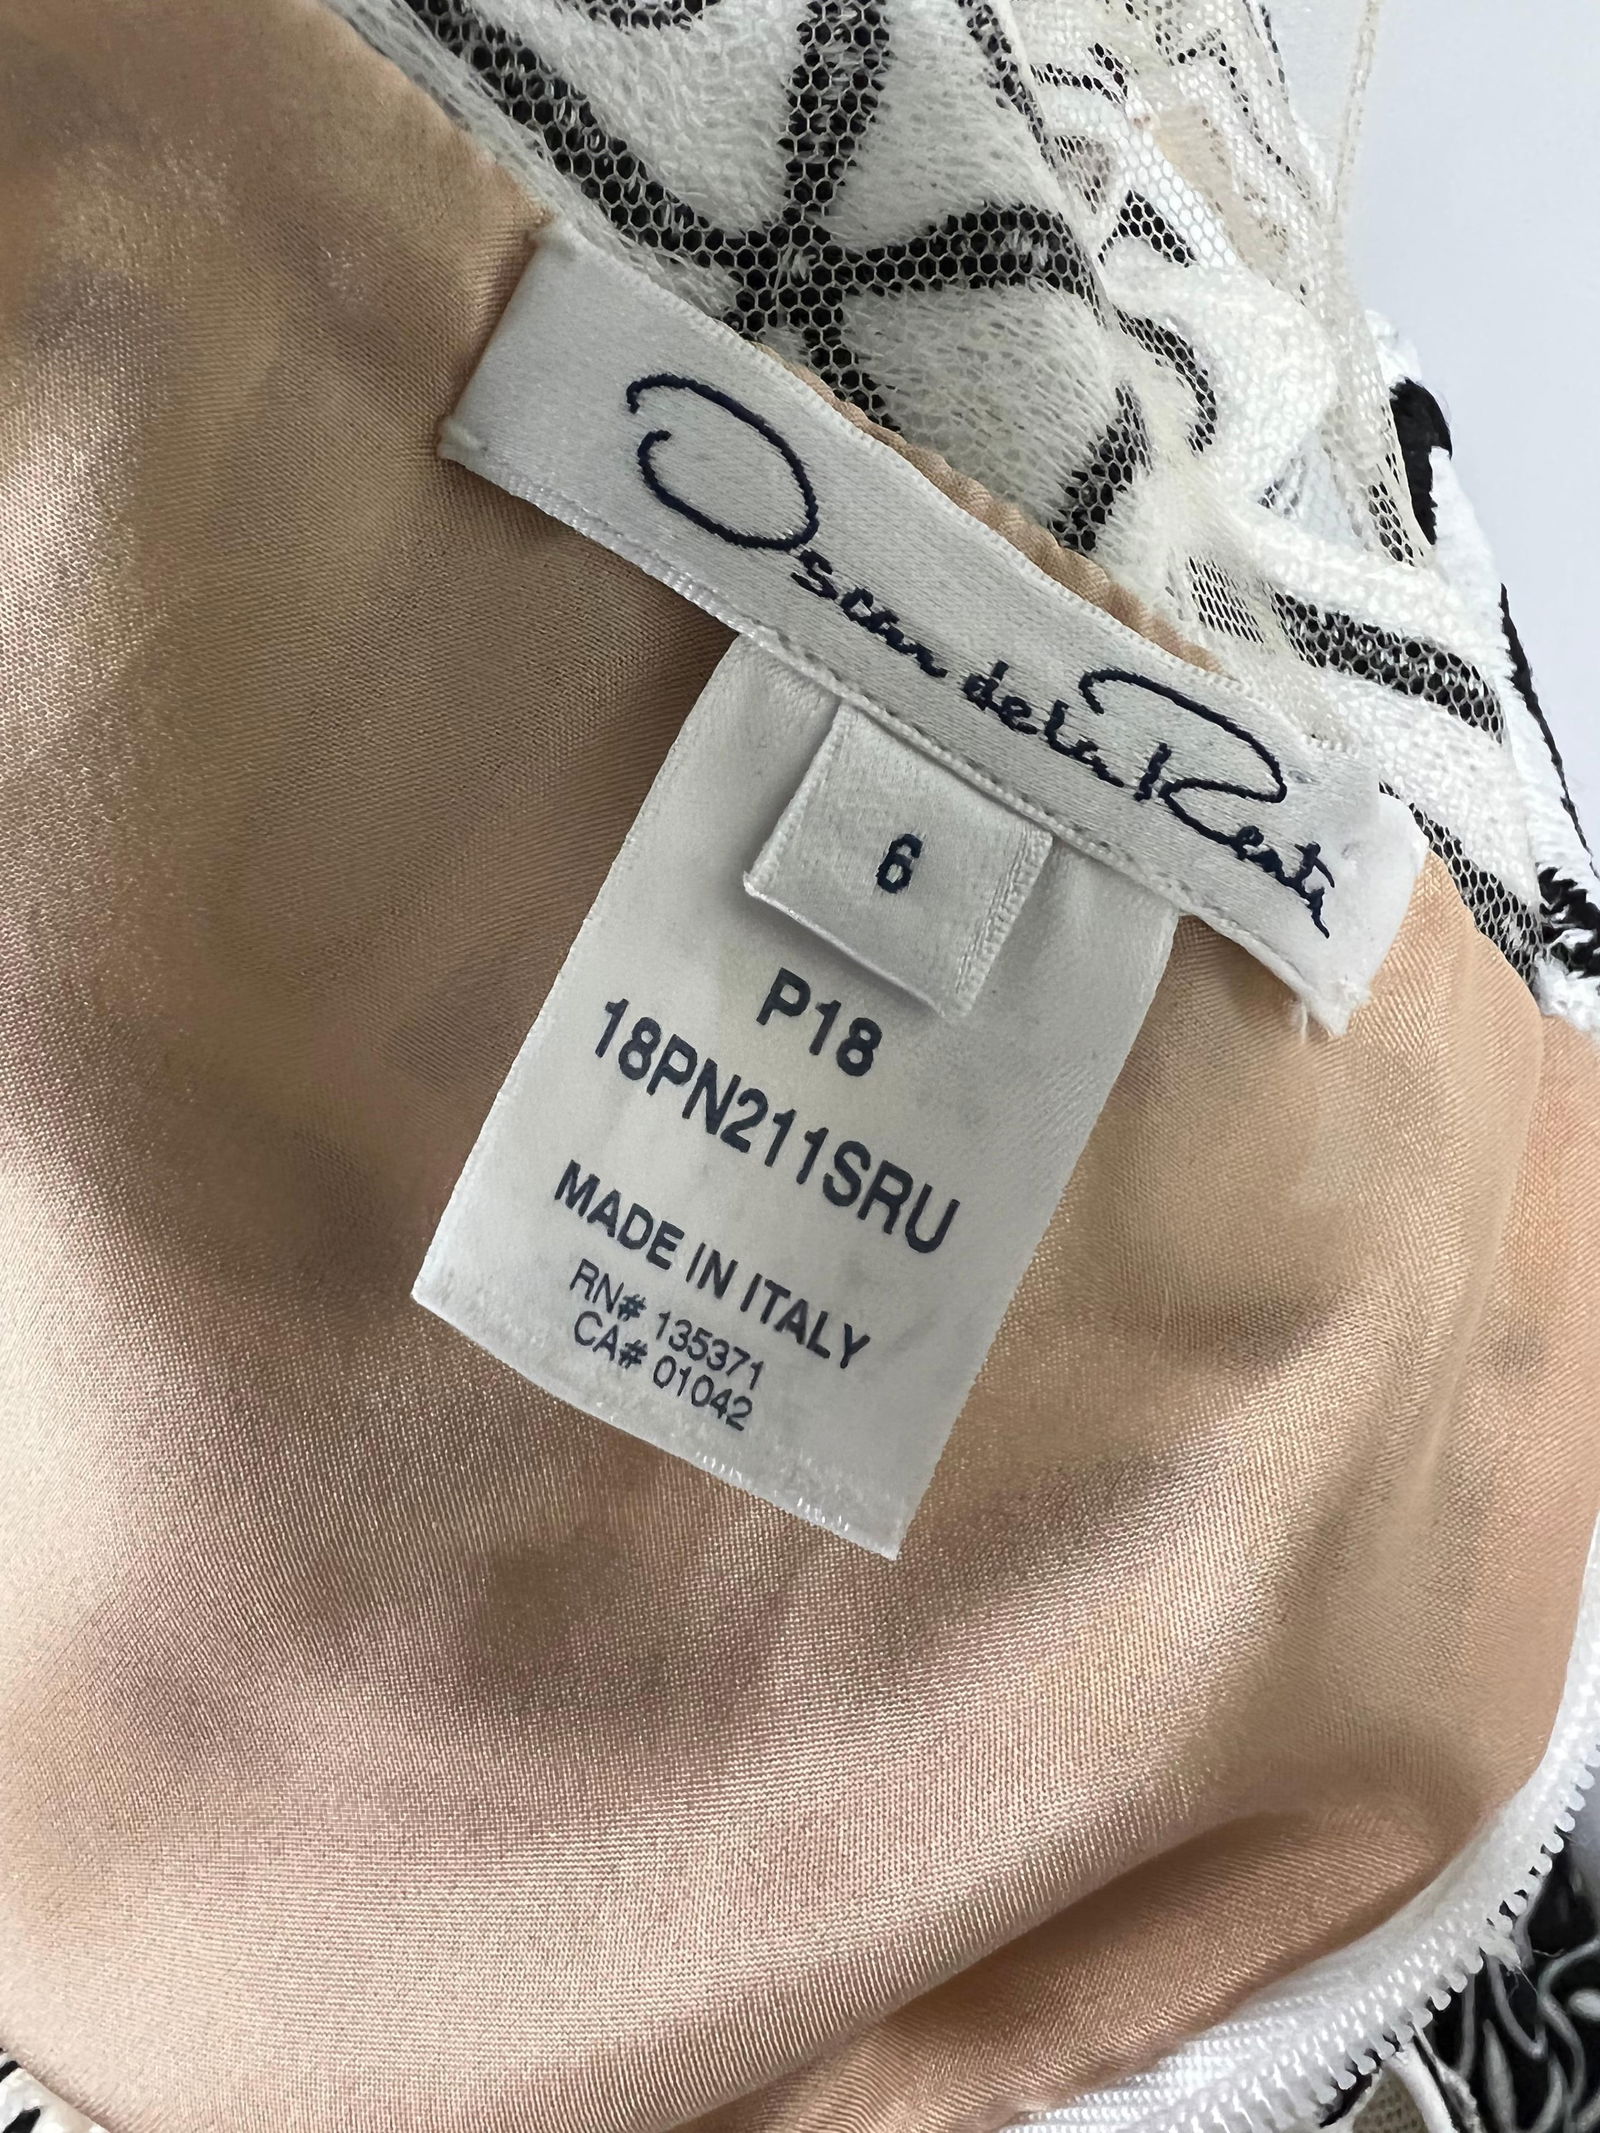 Oscar de la Renta
6
P18
18PN211SRU
MADE IN ITALY
RN# 135371
CA# 01042